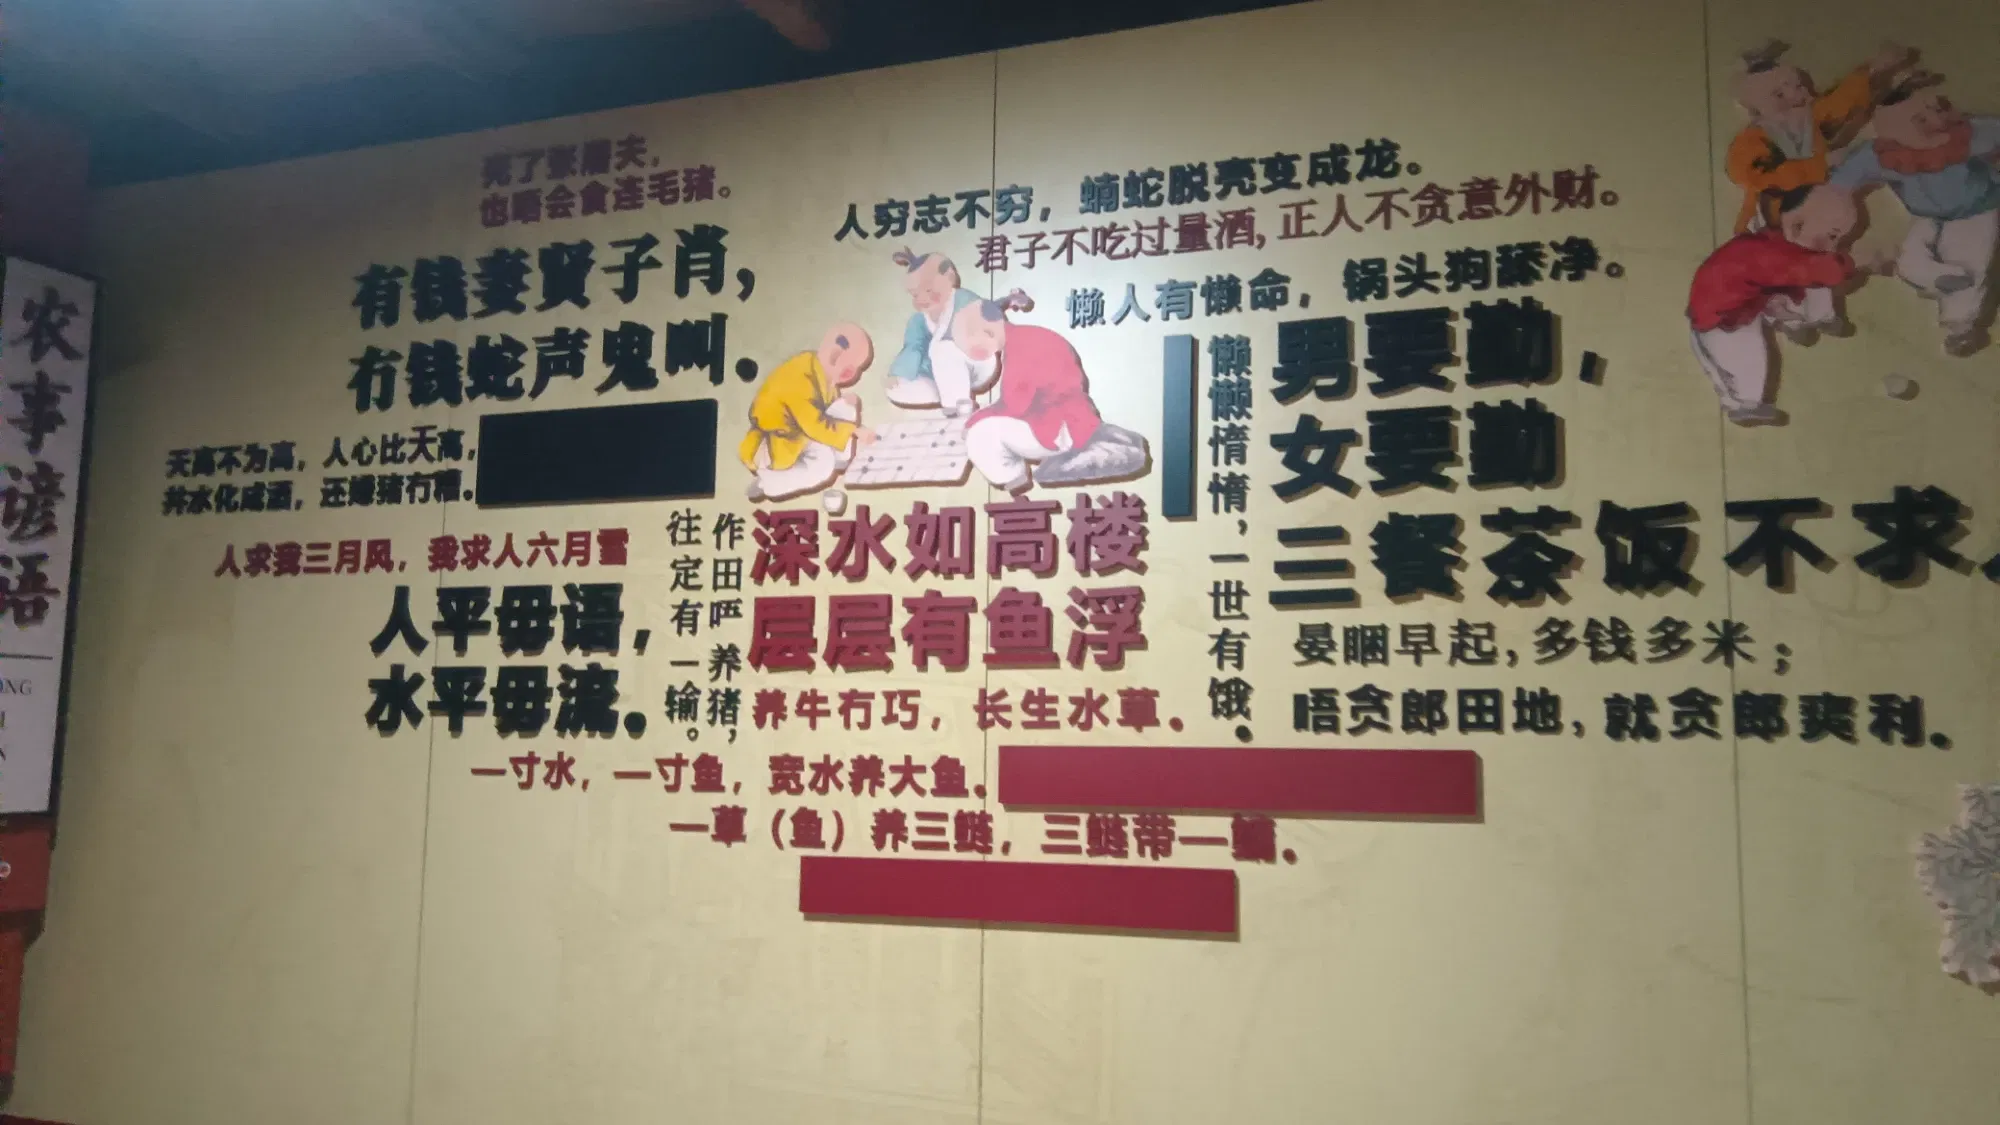 农事谚语
死了张屠夫，
也唔会食连毛猪。
有钱妻贤子肖，
冇钱蛇声鬼叫。
天高不为高，人心比天高，
井水化成酒，还嫌猪冇糟。
人求我三月风，我求人六月雪
人平毋语，
水平毋流。
作田唔养猪，
往定有一输。
人穷志不穷，蝻蛇脱壳变成龙。
君子不吃过量酒，正人不贪意外财。
懒人有懒命，锅头狗舔净。
懒懒惰惰，一世有饿。
男要勤，
女要勤
三餐茶饭不求
晏睏早起，多钱多米；
唔贪郎田地，就贪郎爽利。
深水如高楼
层层有鱼浮
养牛冇巧，长生水草。
一寸水，一寸鱼，宽水养大鱼。
一草（鱼）养三鲢，三鲢带一鳙。